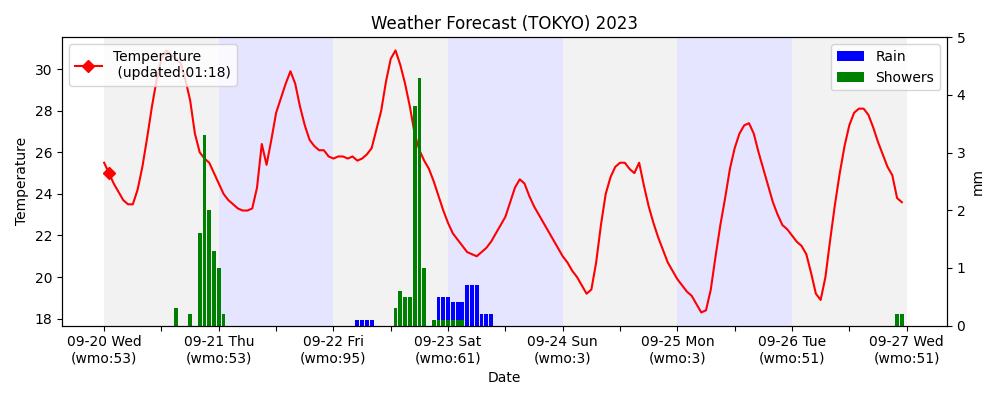 Weather Forecast (TOKYO) 2023
Temperature
(updated:01:18)
Rain
Showers
30
28
26
24
22
20
18
Temperature
5
4
3
2
1
0
mm
09-20 Wed
(wmo:53)
09-21 Thu
(wmo:53)
09-22 Fri
(wmo:95)
09-23 Sat
(wmo:61)
09-24 Sun
(wmo:3)
09-25 Mon
(wmo:3)
09-26 Tue
(wmo:51)
09-27 Wed
(wmo:51)
Date